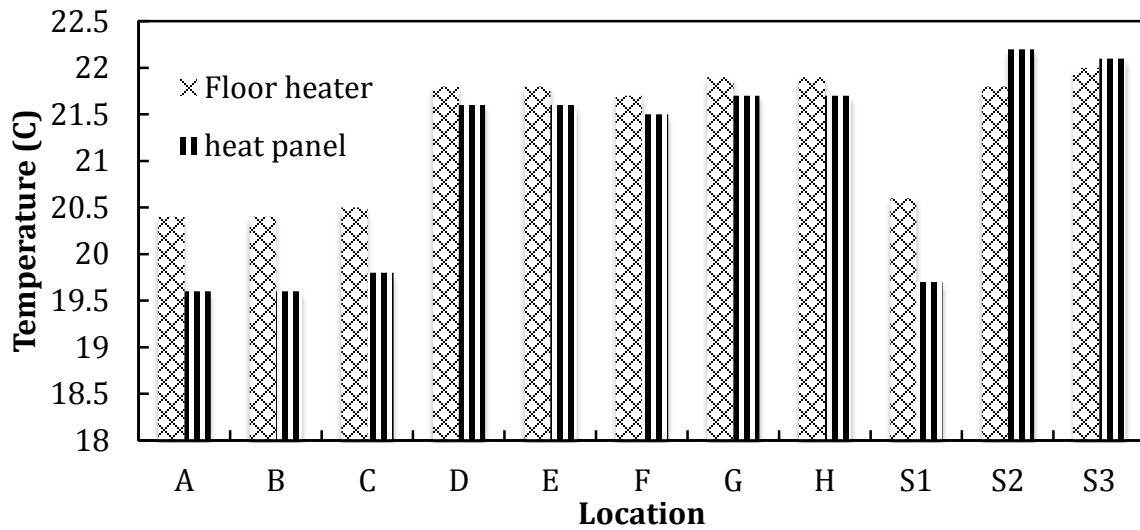 22.5
22
21.5
21
20.5
20
19.5
19
18.5
18
Temperature (C)
Floor heater
heat panel
A B C D E F G H S1 S2 S3
Location